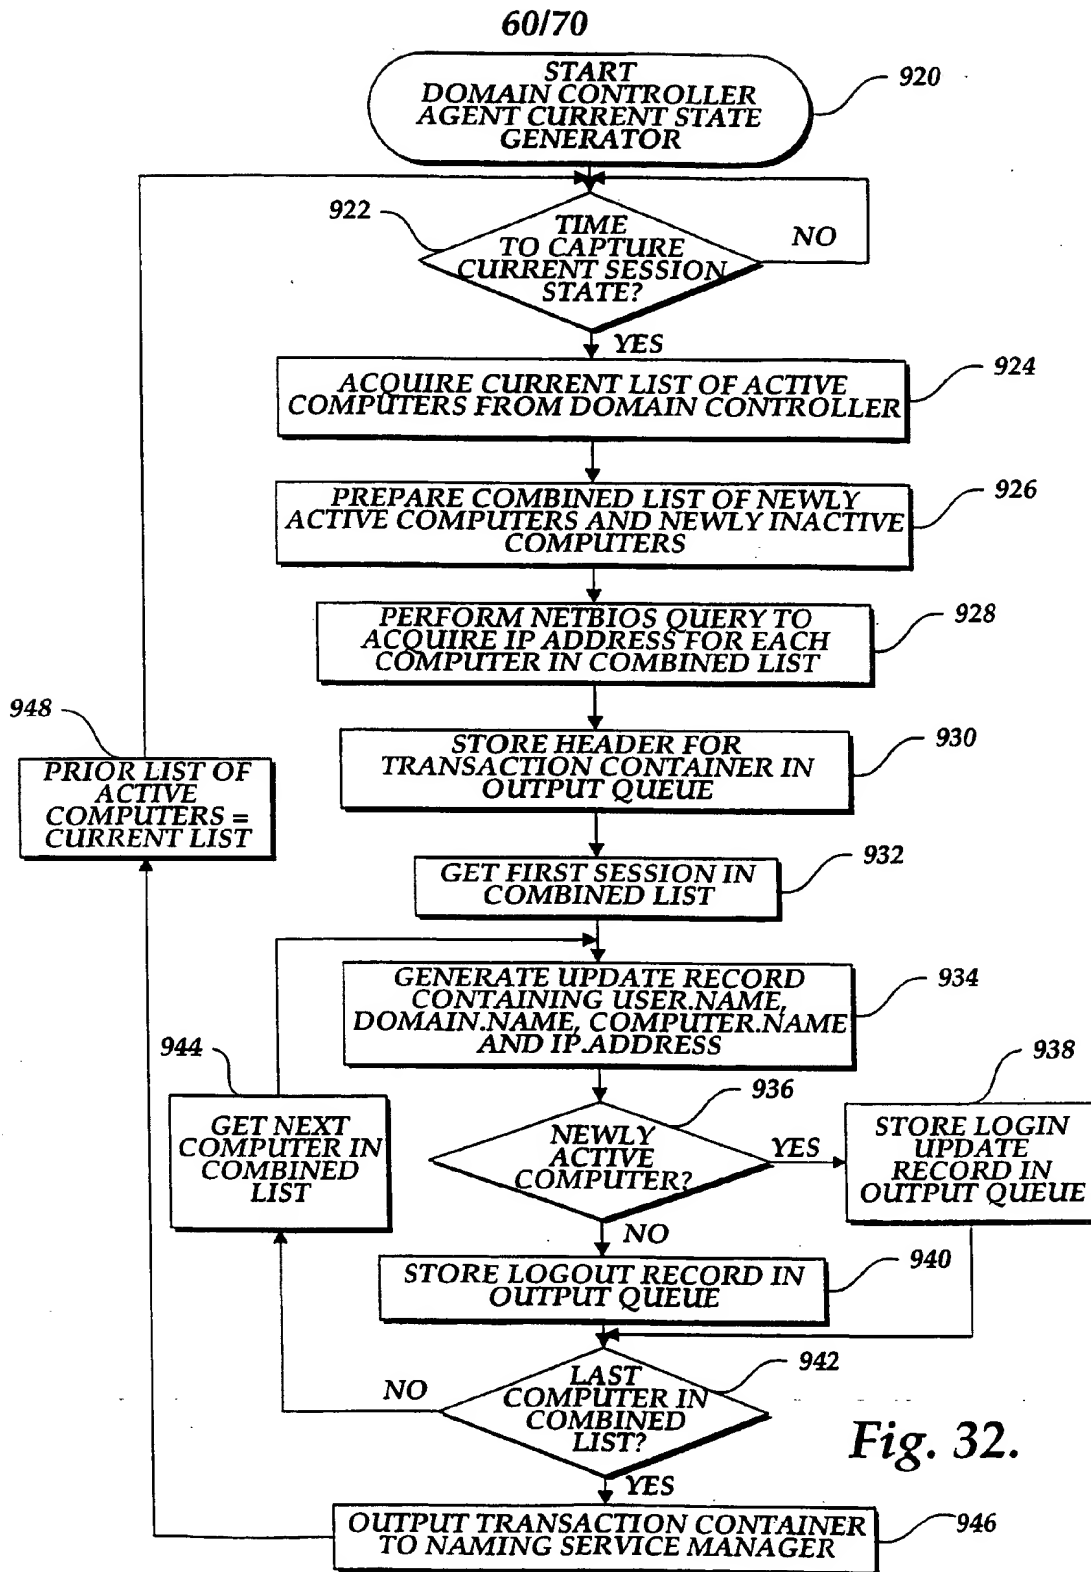 60/70
START
DOMAIN CONTROLLER
AGENT CURRENT STATE
GENERATOR
920
922
TIME
TO CAPTURE
CURRENT SESSION
STATE?
NO
YES
924
ACQUIRE CURRENT LIST OF ACTIVE
COMPUTERS FROM DOMAIN CONTROLLER
926
PREPARE COMBINED LIST OF NEWLY
ACTIVE COMPUTERS AND NEWLY INACTIVE
COMPUTERS
928
PERFORM NETBIOS QUERY TO
ACQUIRE IP ADDRESS FOR EACH
COMPUTER IN COMBINED LIST
948
PRIOR LIST OF
ACTIVE
COMPUTERS =
CURRENT LIST
930
STORE HEADER FOR
TRANSACTION CONTAINER IN
OUTPUT QUEUE
932
GET FIRST SESSION IN
COMBINED LIST
934
GENERATE UPDATE RECORD
CONTAINING USER.NAME,
DOMAIN.NAME, COMPUTER.NAME
AND IP.ADDRESS
944
GET NEXT
COMPUTER IN
COMBINED
LIST
936
NEWLY
ACTIVE
COMPUTER?
YES
938
STORE LOGIN
UPDATE
RECORD IN
OUTPUT QUEUE
NO
940
STORE LOGOUT RECORD IN
OUTPUT QUEUE
942
LAST
COMPUTER IN
COMBINED
LIST?
NO
YES
Fig. 32.
OUTPUT TRANSACTION CONTAINER
TO NAMING SERVICE MANAGER
946